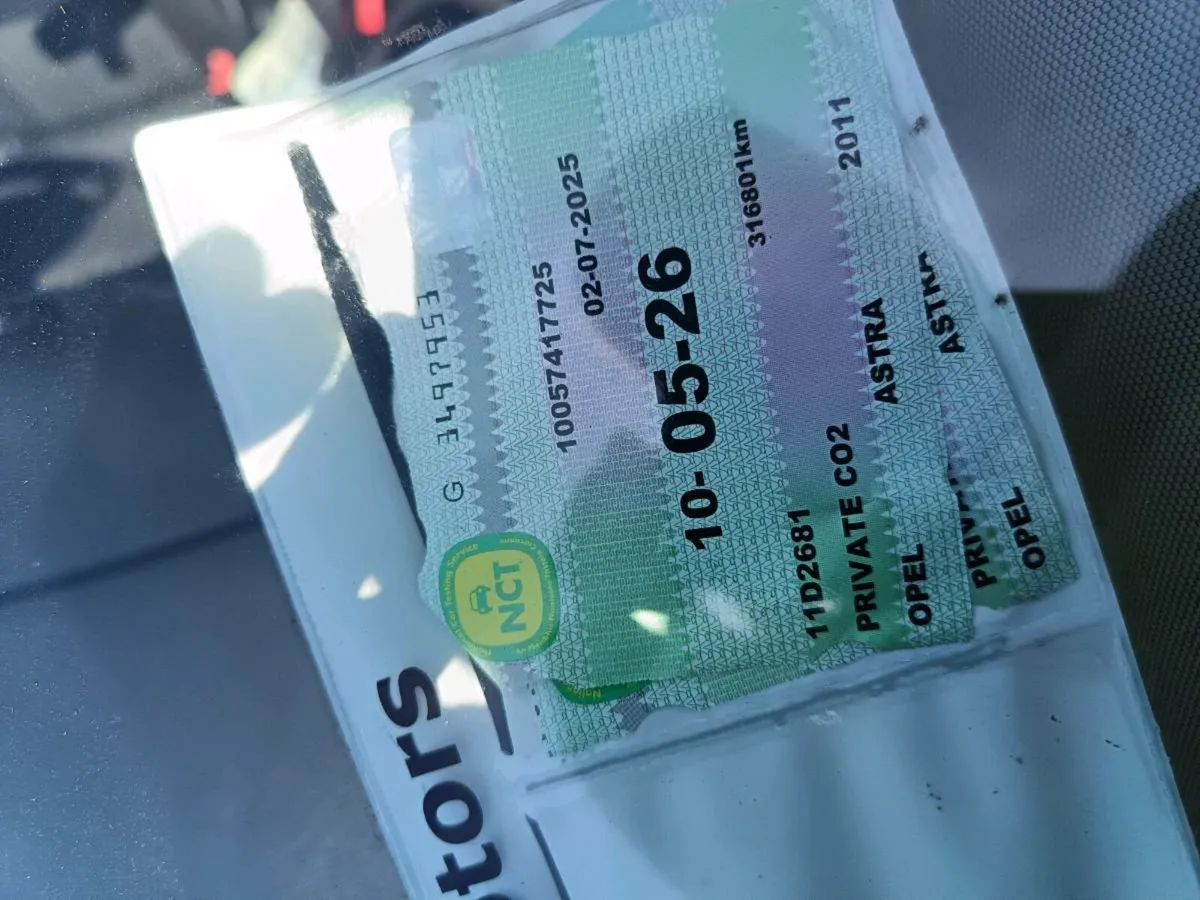 G 3497953
10057417725
02-07-2025
10-05-26
316801km
11D2681
PRIVATE CO2 2011
OPEL ASTRA
OPEL ASTRA
NCT
tors